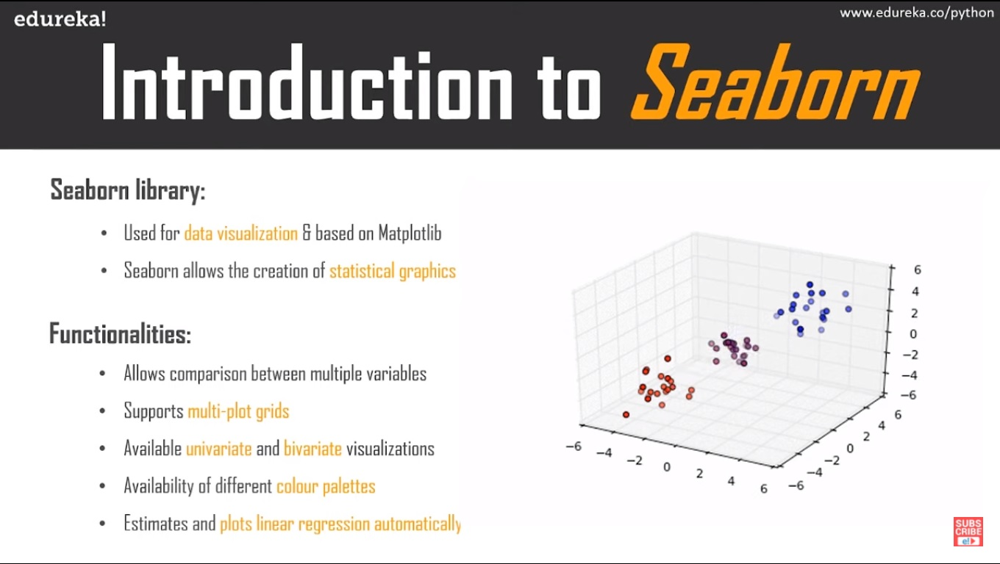 edureka!
www.edureka.co/python
Introduction to Seaborn
Seaborn library:
• Used for data visualization & based on Matplotlib
• Seaborn allows the creation of statistical graphics
Functionalities:
• Allows comparison between multiple variables
• Supports multi-plot grids
• Available univariate and bivariate visualizations
• Availability of different colour palettes
• Estimates and plots linear regression automatically
6
4
2
0
−2
−4
−6
6
4
2
0
−2
−4
−6
−6
−4
−2
0
2
4
6
SUBS
CRIBE
e!